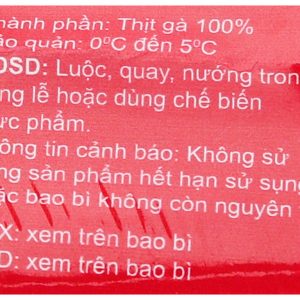 hành phần: Thịt gà 100%
ảo quản: 0°C đến 5°C
DSD: Luộc, quay, nướng tron
ng lễ hoặc dùng chế biến
ực phẩm.
ông tin cảnh báo: Không sử
ng sản phẩm hết hạn sử sụng
ặc bao bì không còn nguyên
X: xem trên bao bì
D: xem trên bao bì